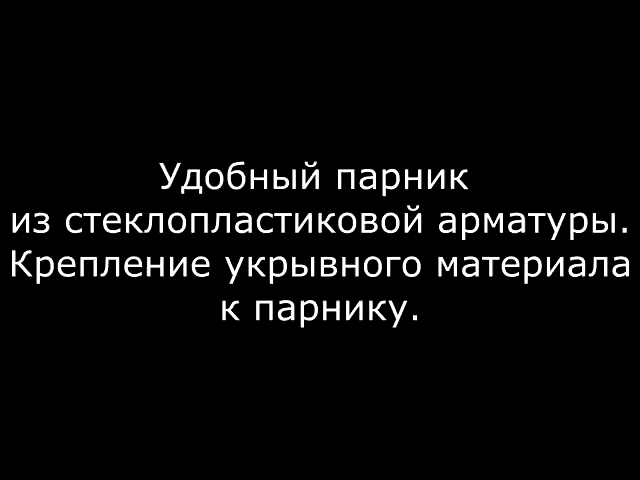 Удобный парник
из стеклопластиковой арматуры.
Крепление укрывного материала
к парнику.